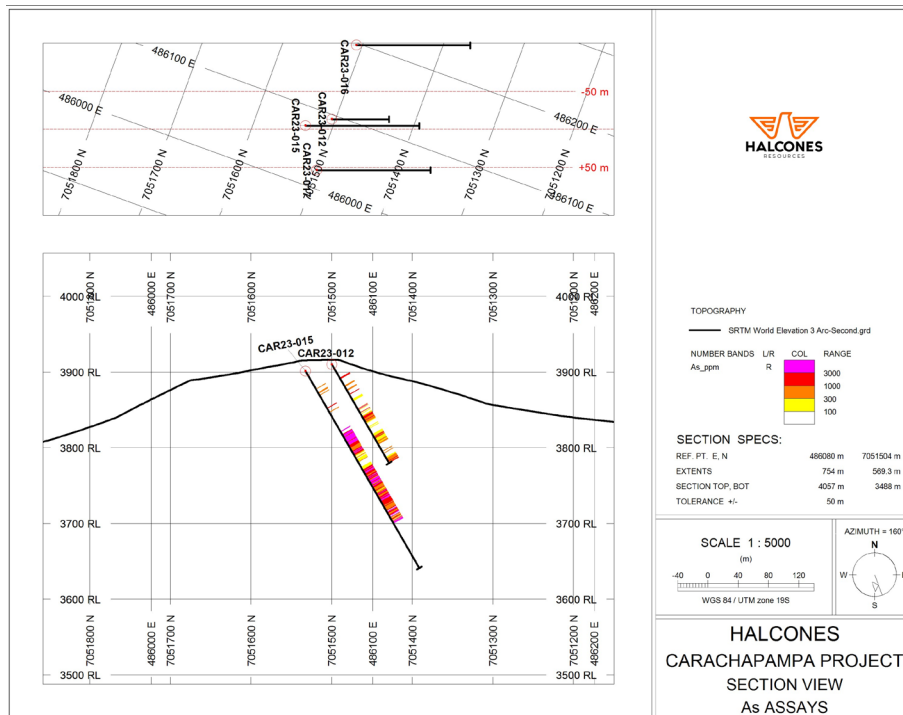 486100 E
CAR23-016
-50 m
486000 E
486200 E
CAR23-015
CAR23-012
+50 m
7051800 N
7051700 N
7051600 N
7051500 N
7051400 N
7051300 N
7051200 N
486000 E
486100 E
HALCONES
RESOURCES
486000 E
7051700 N
7051600 N
7051500 N
486100 E
7051400 N
7051300 N
7051200 N
486200 E
4000 RL
CAR23-015
CAR23-012
3900 RL
3900 RL
3800 RL
3800 RL
3700 RL
3700 RL
3600 RL
3600 RL
7051800 N
486000 E
7051700 N
7051600 N
7051500 N
486100 E
7051400 N
7051300 N
7051200 N
486200 E
3500 RL
3500 RL
TOPOGRAPHY
SRTM World Elevation 3 Arc-Second.grd
NUMBER BANDS L/R COL RANGE
As_ppm R
3000
1000
300
100
SECTION SPECS:
REF. PT. E, N 486080 m 7051504 m
EXTENTS 754 m 569.3 m
SECTION TOP, BOT 4057 m 3488 m
TOLERANCE +/- 50 m
SCALE 1 : 5000
(m)
-40 0 40 80 120
WGS 84 / UTM zone 19S
AZIMUTH = 160°
N
W
S
HALCONES
CARACHAPAMPA PROJECT
SECTION VIEW
As ASSAYS